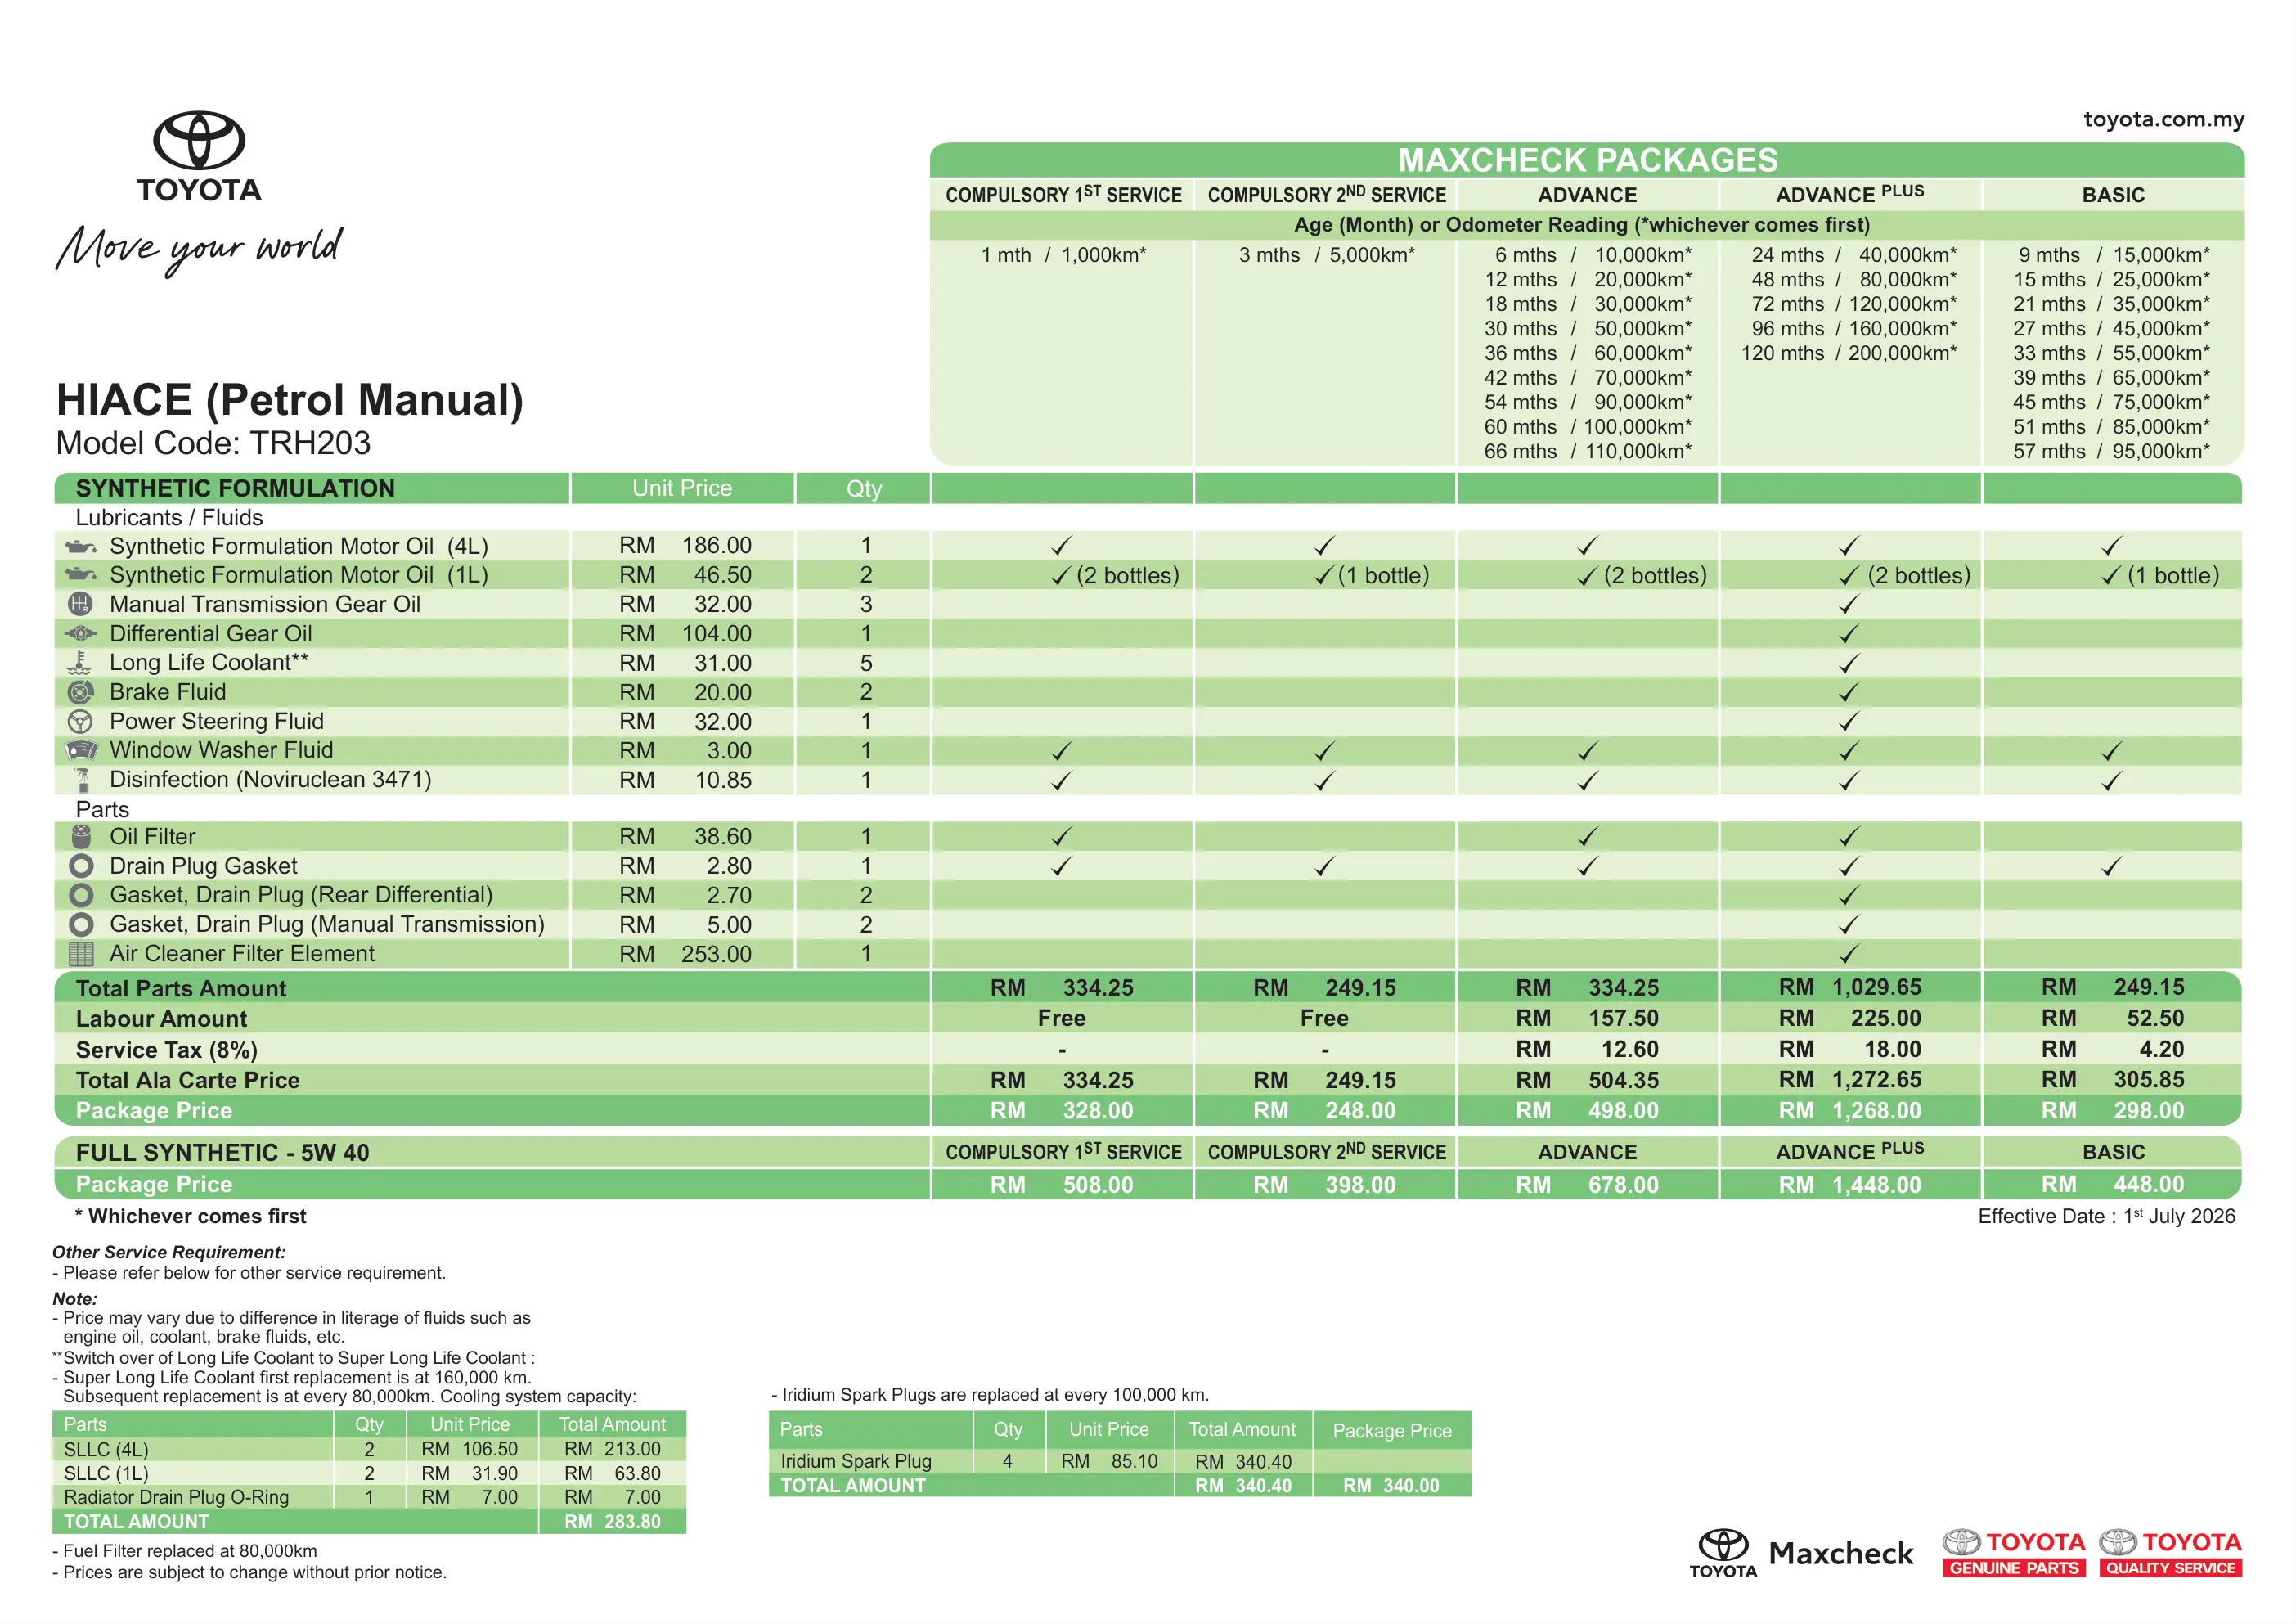 toyota.com.my
TOYOTA
Move your world
MAXCHECK PACKAGES
COMPULSORY 1ST SERVICE COMPULSORY 2ND SERVICE ADVANCE ADVANCE PLUS BASIC
Age (Month) or Odometer Reading (*whichever comes first)
1 mth / 1,000km* 3 mths / 5,000km* 6 mths / 10,000km* 24 mths / 40,000km* 9 mths / 15,000km*
12 mths / 20,000km* 48 mths / 80,000km* 15 mths / 25,000km*
18 mths / 30,000km* 72 mths / 120,000km* 21 mths / 35,000km*
30 mths / 50,000km* 96 mths / 160,000km* 27 mths / 45,000km*
36 mths / 60,000km* 120 mths / 200,000km* 33 mths / 55,000km*
42 mths / 70,000km* 39 mths / 65,000km*
54 mths / 90,000km* 45 mths / 75,000km*
60 mths / 100,000km* 51 mths / 85,000km*
66 mths / 110,000km* 57 mths / 95,000km*
HIACE (Petrol Manual)
Model Code: TRH203
SYNTHETIC FORMULATION Unit Price Qty
Lubricants / Fluids
Synthetic Formulation Motor Oil (4L) RM 186.00 1 ✓ ✓ ✓ ✓ ✓
Synthetic Formulation Motor Oil (1L) RM 46.50 2 ✓ (2 bottles) ✓ (1 bottle) ✓ (2 bottles) ✓ (2 bottles) ✓ (1 bottle)
Manual Transmission Gear Oil RM 32.00 3 ✓
Differential Gear Oil RM 104.00 1 ✓
Long Life Coolant** RM 31.00 5 ✓
Brake Fluid RM 20.00 2 ✓
Power Steering Fluid RM 32.00 1 ✓
Window Washer Fluid RM 3.00 1 ✓ ✓ ✓ ✓ ✓
Disinfection (Noviruclean 3471) RM 10.85 1 ✓ ✓ ✓ ✓ ✓
Parts
Oil Filter RM 38.60 1 ✓ ✓ ✓
Drain Plug Gasket RM 2.80 1 ✓ ✓ ✓ ✓ ✓
Gasket, Drain Plug (Rear Differential) RM 2.70 2 ✓
Gasket, Drain Plug (Manual Transmission) RM 5.00 2 ✓
Air Cleaner Filter Element RM 253.00 1 ✓
Total Parts Amount RM 334.25 RM 249.15 RM 334.25 RM 1,029.65 RM 249.15
Labour Amount Free Free RM 157.50 RM 225.00 RM 52.50
Service Tax (8%) - - RM 12.60 RM 18.00 RM 4.20
Total Ala Carte Price RM 334.25 RM 249.15 RM 504.35 RM 1,272.65 RM 305.85
Package Price RM 328.00 RM 248.00 RM 498.00 RM 1,268.00 RM 298.00
FULL SYNTHETIC - 5W 40 COMPULSORY 1ST SERVICE COMPULSORY 2ND SERVICE ADVANCE ADVANCE PLUS BASIC
Package Price RM 508.00 RM 398.00 RM 678.00 RM 1,448.00 RM 448.00
* Whichever comes first
Effective Date : 1st July 2026
Other Service Requirement:
- Please refer below for other service requirement.
Note:
- Price may vary due to difference in literage of fluids such as
engine oil, coolant, brake fluids, etc.
**Switch over of Long Life Coolant to Super Long Life Coolant :
- Super Long Life Coolant first replacement is at 160,000 km.
Subsequent replacement is at every 80,000km. Cooling system capacity:
Parts Qty Unit Price Total Amount
SLLC (4L) 2 RM 106.50 RM 213.00
SLLC (1L) 2 RM 31.90 RM 63.80
Radiator Drain Plug O-Ring 1 RM 7.00 RM 7.00
TOTAL AMOUNT RM 283.80
- Fuel Filter replaced at 80,000km
- Prices are subject to change without prior notice.
- Iridium Spark Plugs are replaced at every 100,000 km.
Parts Qty Unit Price Total Amount Package Price
Iridium Spark Plug 4 RM 85.10 RM 340.40
TOTAL AMOUNT RM 340.40 RM 340.00
TOYOTA Maxcheck
TOYOTA GENUINE PARTS
TOYOTA QUALITY SERVICE